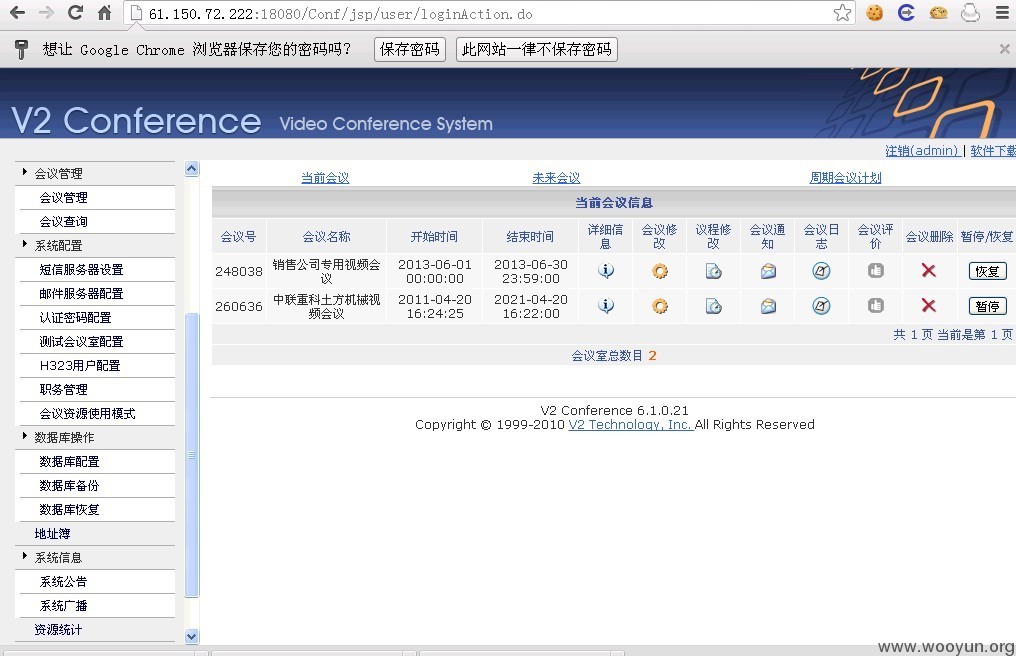 61.150.72.222:18080/Conf/jsp/user/loginAction.do
想让 Google Chrome 浏览器保存您的密码吗? 保存密码 此网站一律不保存密码
V2 Conference Video Conference System
注销(admin) | 软件下载
会议管理
会议管理
会议查询
系统配置
短信服务器设置
邮件服务器配置
认证密码配置
测试会议室配置
H323用户配置
职务管理
会议资源使用模式
数据库操作
数据库配置
数据库备份
数据库恢复
地址簿
系统信息
系统公告
系统广播
资源统计
当前会议 未来会议 周期会议计划
当前会议信息
会议号 会议名称 开始时间 结束时间 详细信息 会议修改 议程修改 会议通知 会议日志 会议评价 会议删除 暂停/恢复
248038 销售公司专用视频会议 2013-06-01 00:00:00 2013-06-30 23:59:00 恢复
260636 中联重科土方机械视频会议 2011-04-20 16:24:25 2021-04-20 16:22:00 暂停
共 1 页 当前是第 1 页
会议室总数目 2
V2 Conference 6.1.0.21
Copyright © 1999-2010 V2 Technology, Inc. All Rights Reserved
www.wooyun.org